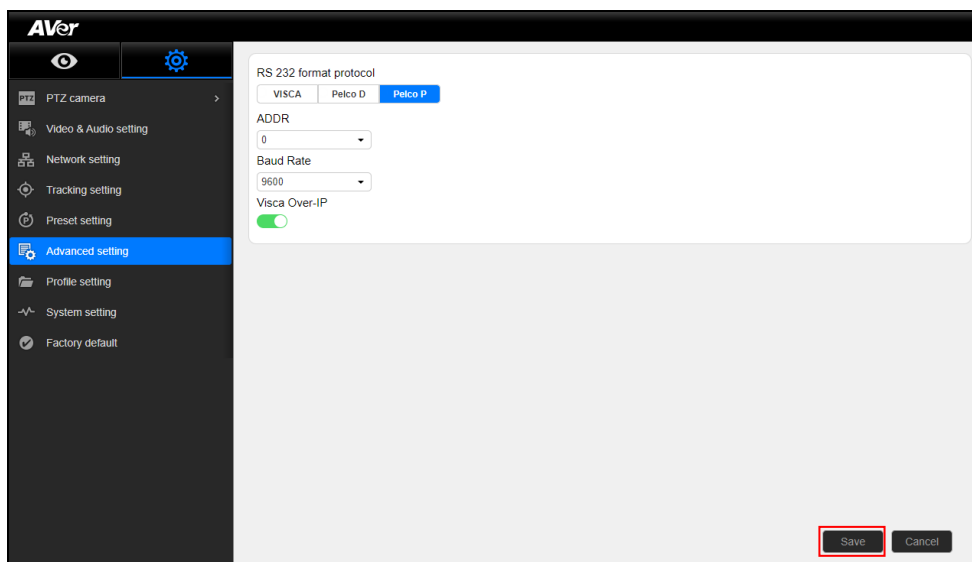 AVer
PTZ PTZ camera
Video & Audio setting
Network setting
Tracking setting
P Preset setting
Advanced setting
Profile setting
System setting
Factory default
RS 232 format protocol
VISCA Pelco D Pelco P
ADDR
0
Baud Rate
9600
Visca Over-IP
Save Cancel